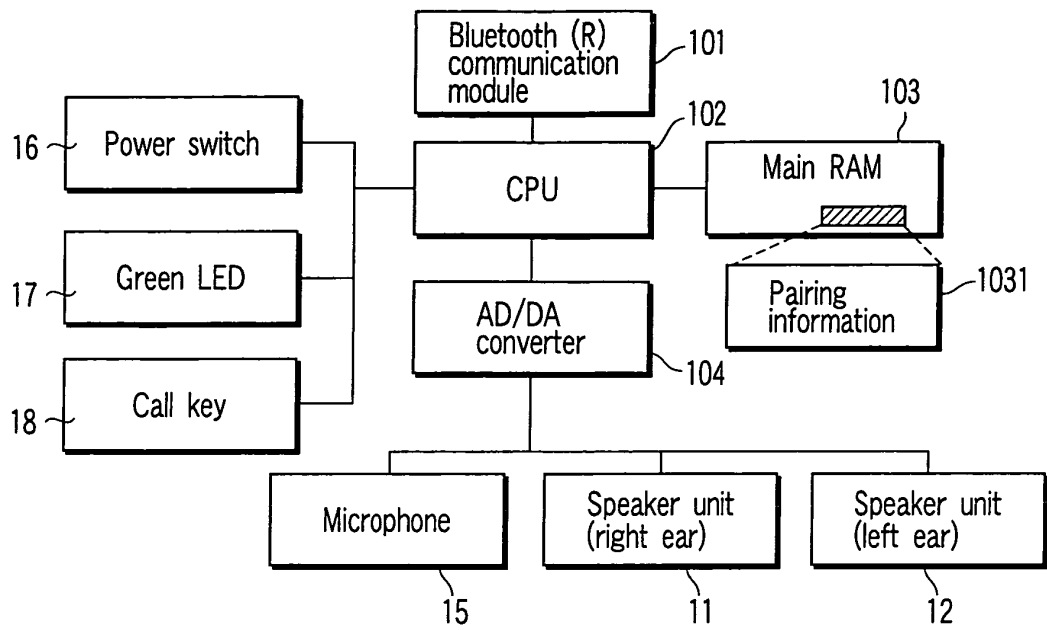 Bluetooth (R)
communication
module
101
16
Power switch
102
CPU
103
Main RAM
17
Green LED
AD/DA
converter
104
Pairing
information
1031
18
Call key
Microphone
15
Speaker unit
(right ear)
11
Speaker unit
(left ear)
12